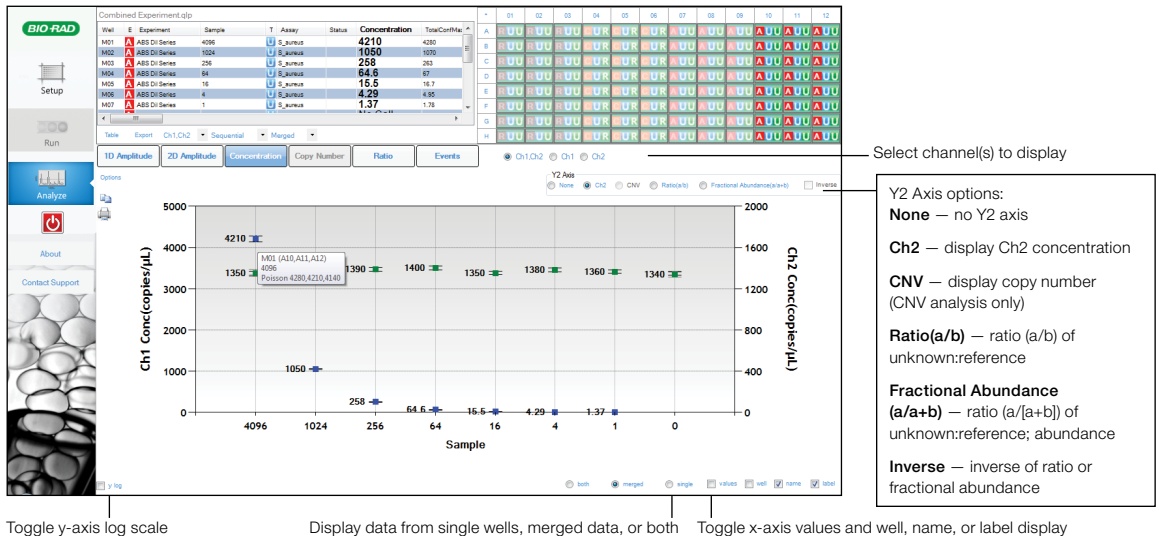 Combined Experiment.qlp
BIO-RAD
Setup
Run
Analyze
About
Contact Support
Well E Experiment Sample T Assay Status Concentration TotalConfMax
M01 A ABS Dil Series 4096 U S_aureus 4210 4280
M02 A ABS Dil Series 1024 U S_aureus 1050 1070
M03 A ABS Dil Series 256 U S_aureus 258 263
M04 A ABS Dil Series 64 U S_aureus 64.6 67
M05 A ABS Dil Series 16 U S_aureus 15.5 16.7
M06 A ABS Dil Series 4 U S_aureus 4.29 4.95
M07 A ABS Dil Series 1 U S_aureus 1.37 1.78
Table Export Ch1,Ch2 Sequential Merged
01 02 03 04 05 06 07 08 09 10 11 12
A
B
C
D
E
F
G
H
1D Amplitude 2D Amplitude Concentration Copy Number Ratio Events
Ch1,Ch2 Ch1 Ch2
Select channel(s) to display
Options
Y2 Axis
None Ch2 CNV Ratio(a/b) Fractional Abundance(a/a+b) Inverse
5000
4000
3000
2000
1000
0
Ch1 Conc(copies/µL)
2000
1600
1200
800
400
0
Ch2 Conc(copies/µL)
4210
1350 1390 1400 1350 1380 1360 1340
M01 (A10,A11,A12)
4096
Poisson 4280,4210,4140
1050
258 64.6 15.5 4.29 1.37
4096 1024 256 64 16 4 1 0
Sample
y log
both merged single values well name label
Y2 Axis options:
None — no Y2 axis
Ch2 — display Ch2 concentration
CNV — display copy number
(CNV analysis only)
Ratio(a/b) — ratio (a/b) of
unknown:reference
Fractional Abundance
(a/a+b) — ratio (a/[a+b]) of
unknown:reference; abundance
Inverse — inverse of ratio or
fractional abundance
Toggle y-axis log scale
Display data from single wells, merged data, or both
Toggle x-axis values and well, name, or label display